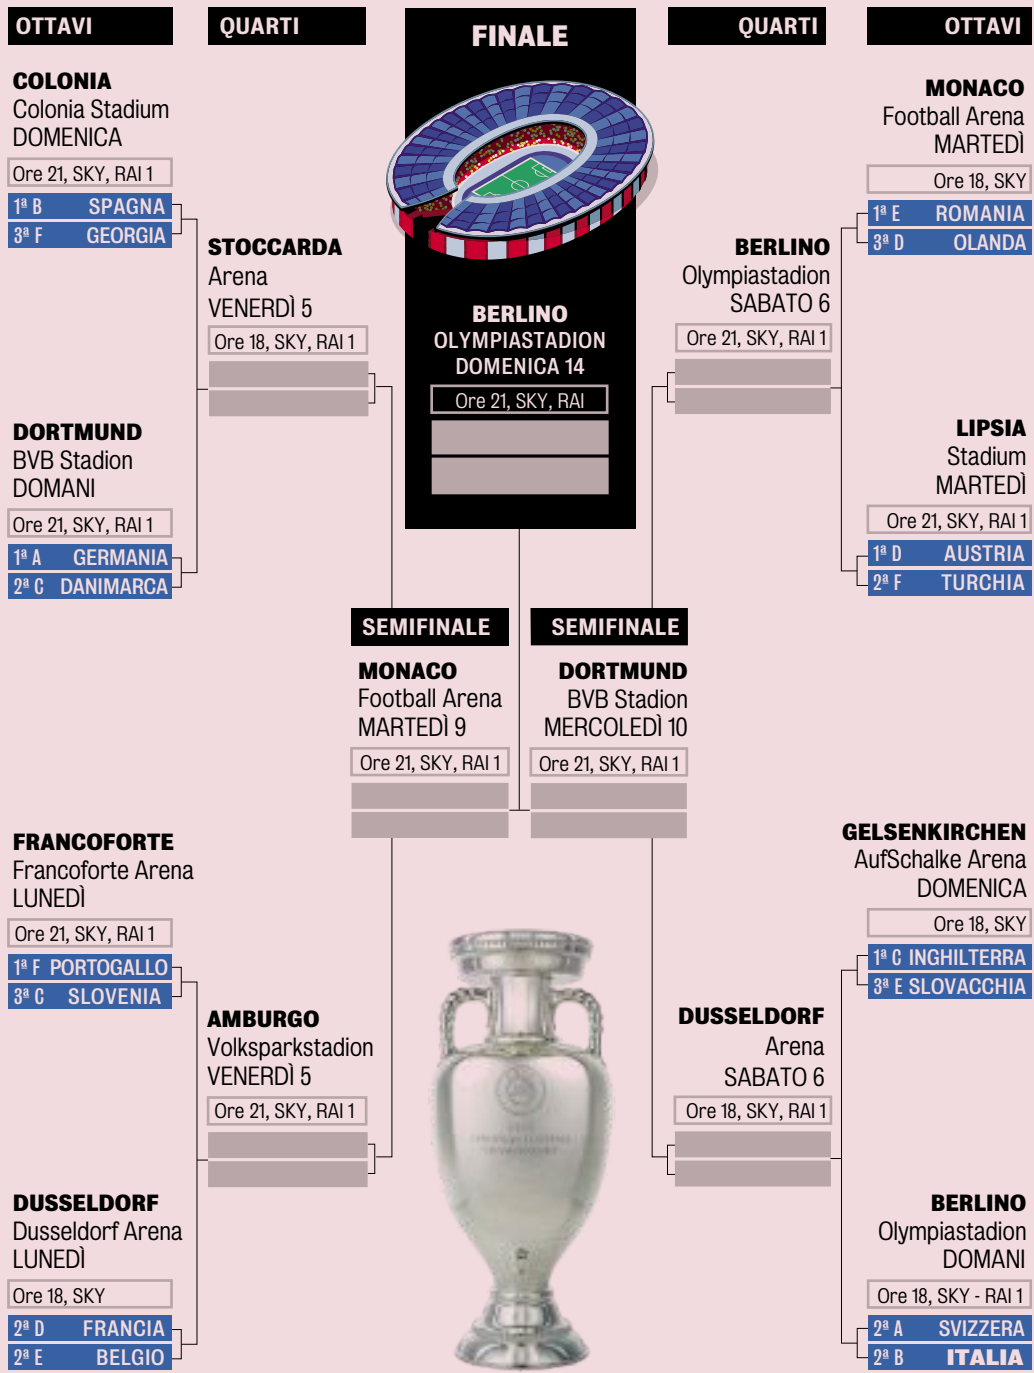 OTTAVI
QUARTI
FINALE
QUARTI
OTTAVI
COLONIA
Colonia Stadium
DOMENICA
Ore 21, SKY, RAI 1
1ª B SPAGNA
3ª F GEORGIA
STOCCARDA
Arena
VENERDÌ 5
Ore 18, SKY, RAI 1
DORTMUND
BVB Stadion
DOMANI
Ore 21, SKY, RAI 1
1ª A GERMANIA
2ª C DANIMARCA
BERLINO
OLYMPIASTADION
DOMENICA 14
Ore 21, SKY, RAI
MONACO
Football Arena
MARTEDÌ
Ore 18, SKY
1ª E ROMANIA
3ª D OLANDA
BERLINO
Olympiastadion
SABATO 6
Ore 21, SKY, RAI 1
LIPSIA
Stadium
MARTEDÌ
Ore 21, SKY, RAI 1
1ª D AUSTRIA
2ª F TURCHIA
SEMIFINALE
MONACO
Football Arena
MARTEDÌ 9
Ore 21, SKY, RAI 1
SEMIFINALE
DORTMUND
BVB Stadion
MERCOLEDÌ 10
Ore 21, SKY, RAI 1
FRANCOFORTE
Francoforte Arena
LUNEDÌ
Ore 21, SKY, RAI 1
1ª F PORTOGALLO
3ª C SLOVENIA
AMBURGO
Volksparkstadion
VENERDÌ 5
Ore 21, SKY, RAI 1
DUSSELDORF
Dusseldorf Arena
LUNEDÌ
Ore 18, SKY
2ª D FRANCIA
2ª E BELGIO
GELSENKIRCHEN
AufSchalke Arena
DOMENICA
Ore 18, SKY
1ª C INGHILTERRA
3ª E SLOVACCHIA
DUSSELDORF
Arena
SABATO 6
Ore 18, SKY, RAI 1
BERLINO
Olympiastadion
DOMANI
Ore 18, SKY - RAI 1
2ª A SVIZZERA
2ª B ITALIA